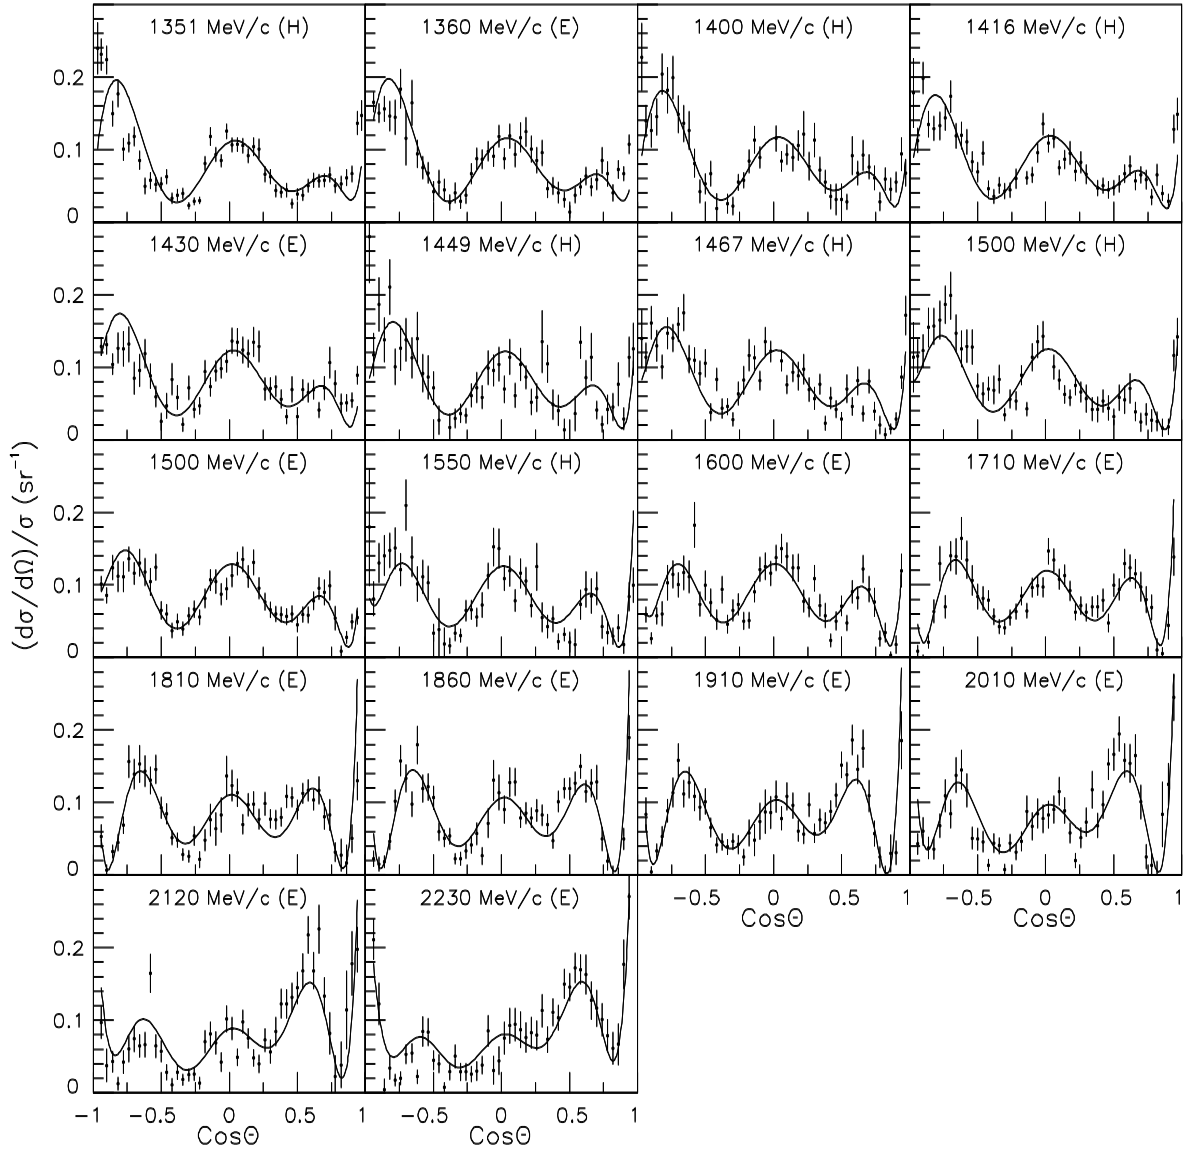 1351 MeV/c (H)
1360 MeV/c (E)
1400 MeV/c (H)
1416 MeV/c (H)
0.2
0.1
0
1430 MeV/c (E)
1449 MeV/c (H)
1467 MeV/c (H)
1500 MeV/c (H)
0.2
0.1
0
(dσ/dΩ)/σ (sr⁻¹)
1500 MeV/c (E)
1550 MeV/c (H)
1600 MeV/c (E)
1710 MeV/c (E)
0.2
0.1
0
1810 MeV/c (E)
1860 MeV/c (E)
1910 MeV/c (E)
2010 MeV/c (E)
0.2
0.1
0
2120 MeV/c (E)
2230 MeV/c (E)
−0.5 0 0.5 1
CosΘ
−0.5 0 0.5 1
CosΘ
0.2
0.1
0
−1 −0.5 0 0.5 1
CosΘ
−0.5 0 0.5 1
CosΘ